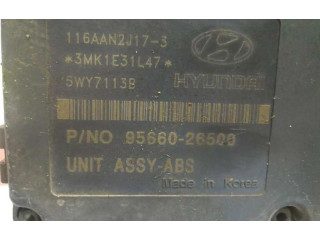 116AAN2J17-3
*3MK1E31L47*
5WY7113B
HYUNDAI
P/NO 95660-26500
UNIT ASSY-ABS
Made in Korea